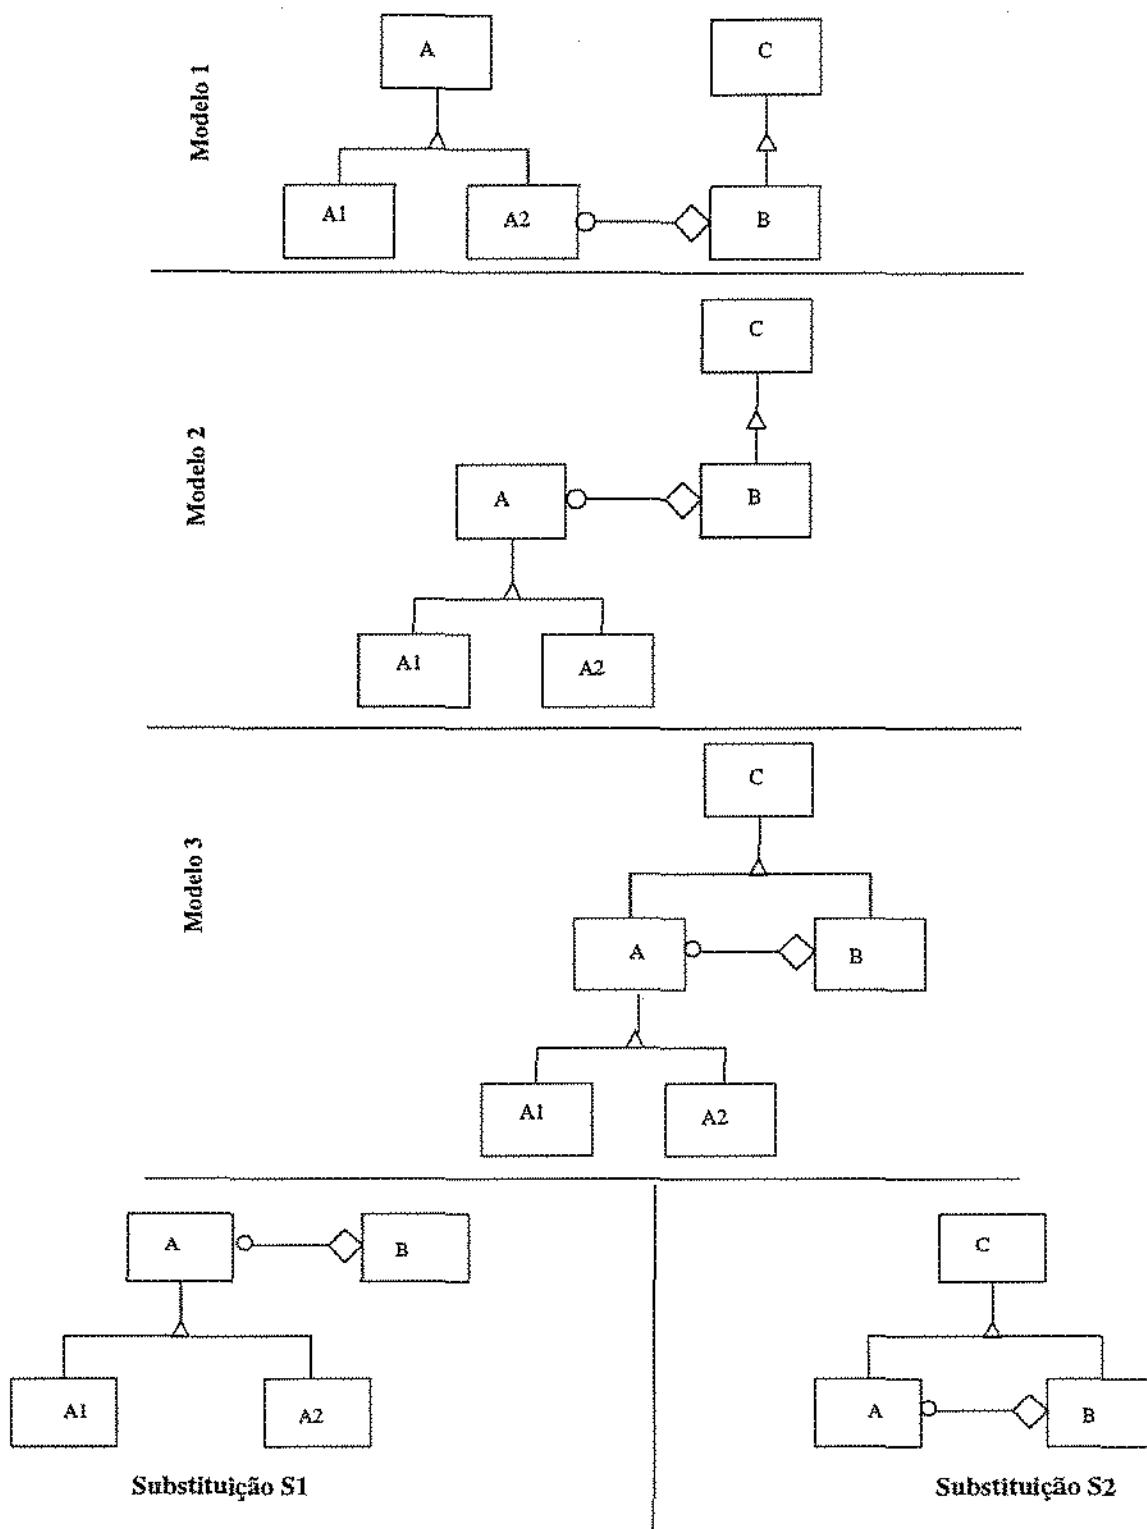 Modelo 1
A
C
A1
A2
B
Modelo 2
C
A
B
A1
A2
Modelo 3
C
A
B
A1
A2
A
B
A1
A2
Substituição S1
C
A
B
Substituição S2